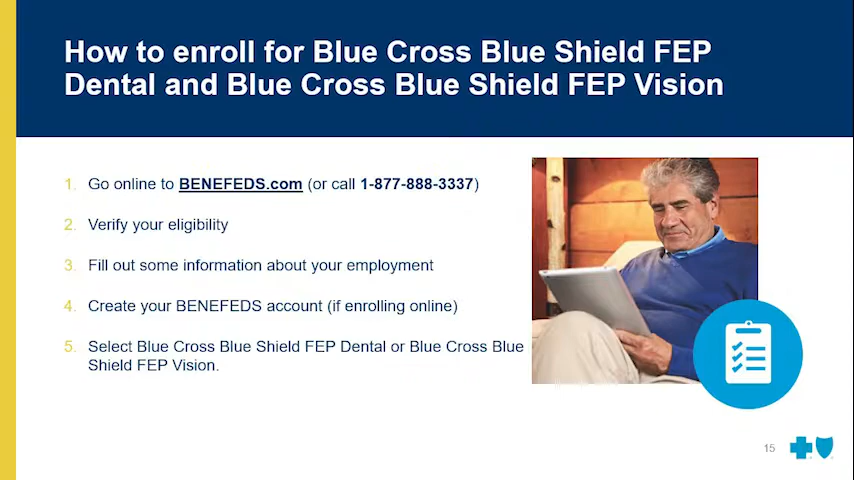 How to enroll for Blue Cross Blue Shield FEP
Dental and Blue Cross Blue Shield FEP Vision
1. Go online to BENEFEDS.com (or call 1-877-888-3337)
2. Verify your eligibility
3. Fill out some information about your employment
4. Create your BENEFEDS account (if enrolling online)
5. Select Blue Cross Blue Shield FEP Dental or Blue Cross Blue
Shield FEP Vision.
15